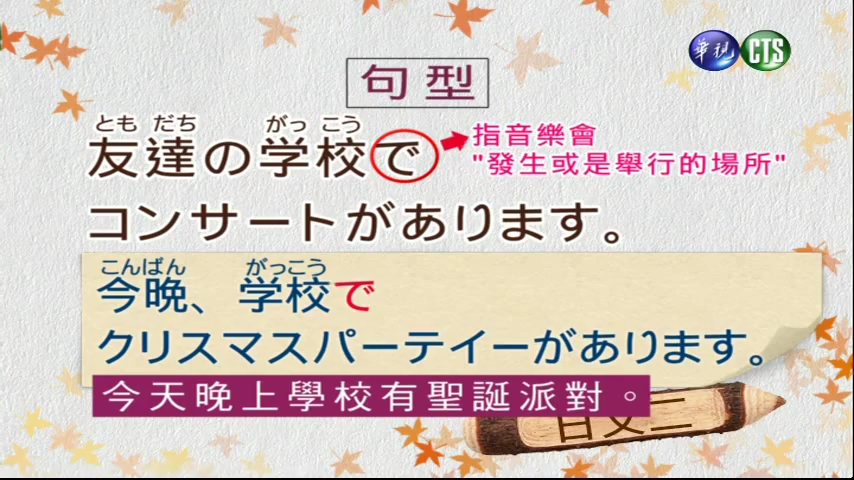 華視 CTS
句型
とも だち がっ こう
友達の学校で
指音樂會
"發生或是舉行的場所"
コンサートがあります。
こんばん がっこう
今晩、学校で
クリスマスパーテイーがあります。
今天晚上學校有聖誕派對。
日文二